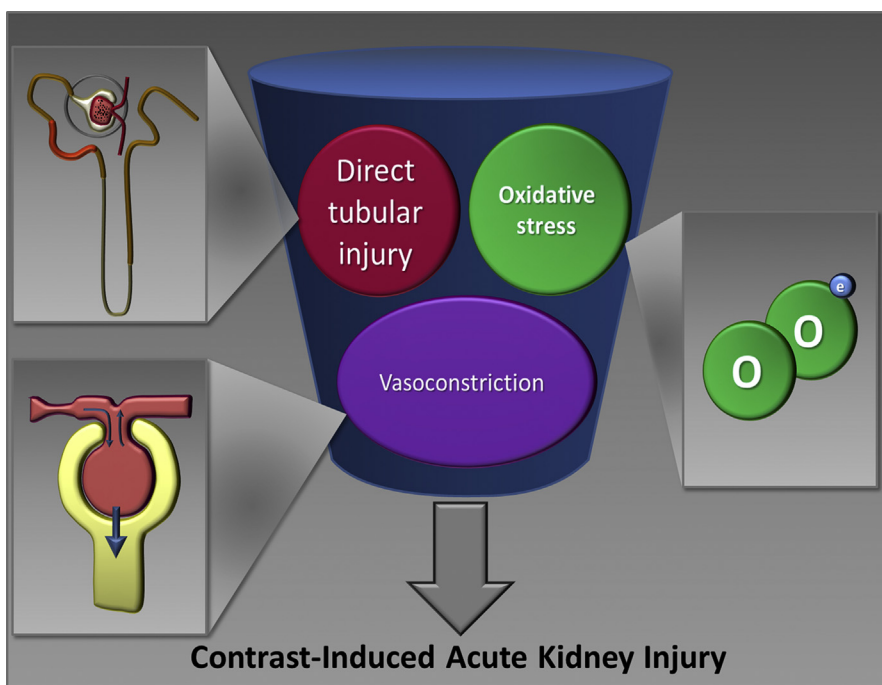 Direct
tubular
injury
Oxidative
stress
Vasoconstriction
O
O
e
Contrast-Induced Acute Kidney Injury